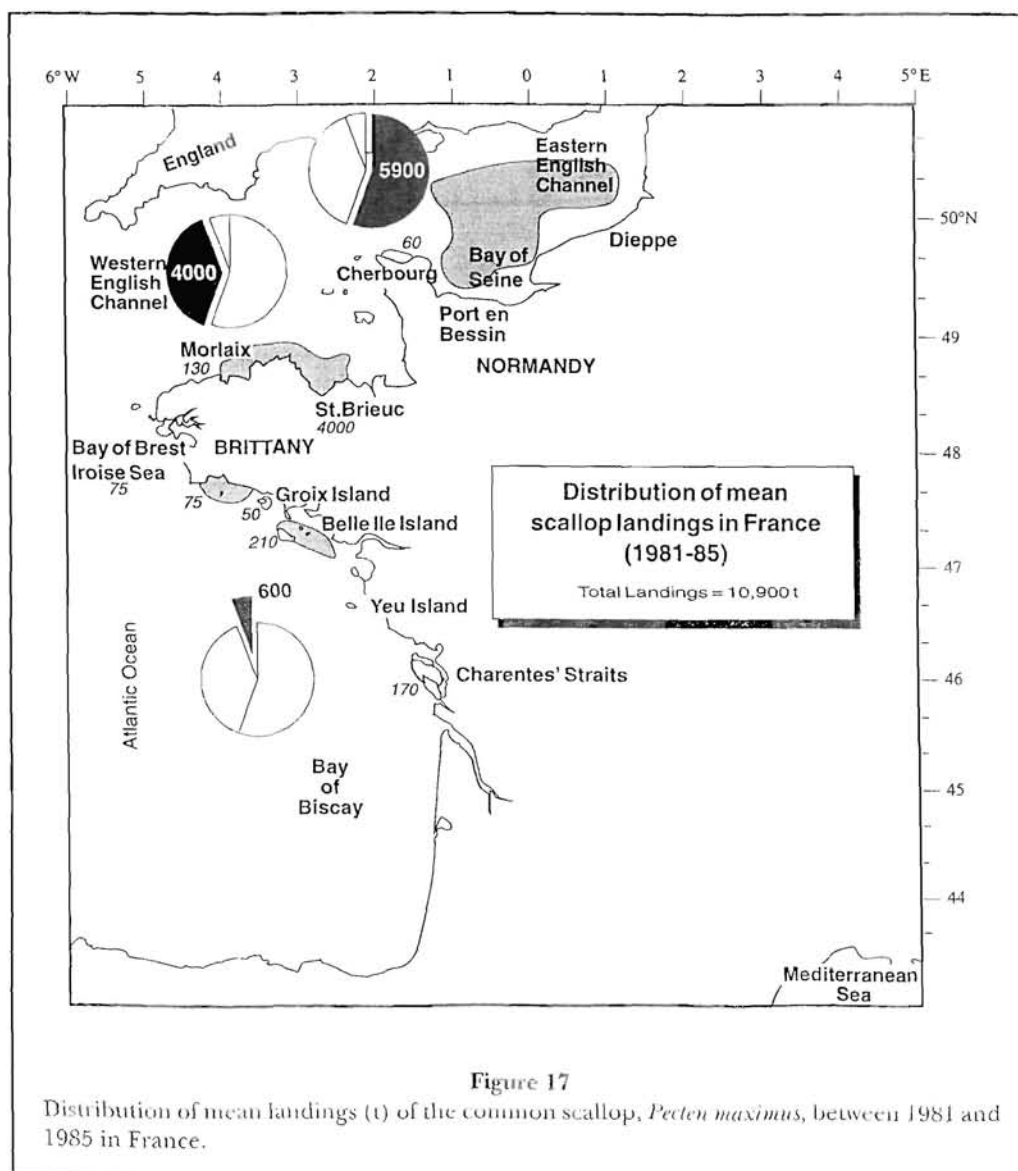 6° W 5 4 3 2 1 0 1 2 3 4 5° E
England
5900
Eastern
English
Channel
50°N
Dieppe
60
Cherbourg
Bay of
Seine
4000
Western
English
Channel
Port en
Bessin
49
Morlaix
130
NORMANDY
St.Brieuc
4000
48
Bay of Brest
Iroise Sea
75
BRITTANY
75
Groix Island
50
Belle Ile Island
210
47
Distribution of mean
scallop landings in France
(1981-85)
Total Landings = 10,900 t
600
Yeu Island
Atlantic Ocean
Charentes' Straits
170
46
Bay
of
Biscay
45
44
Mediterranean
Sea
Figure 17
Distribution of mean landings (t) of the common scallop, Pecten maximus, between 1981 and
1985 in France.